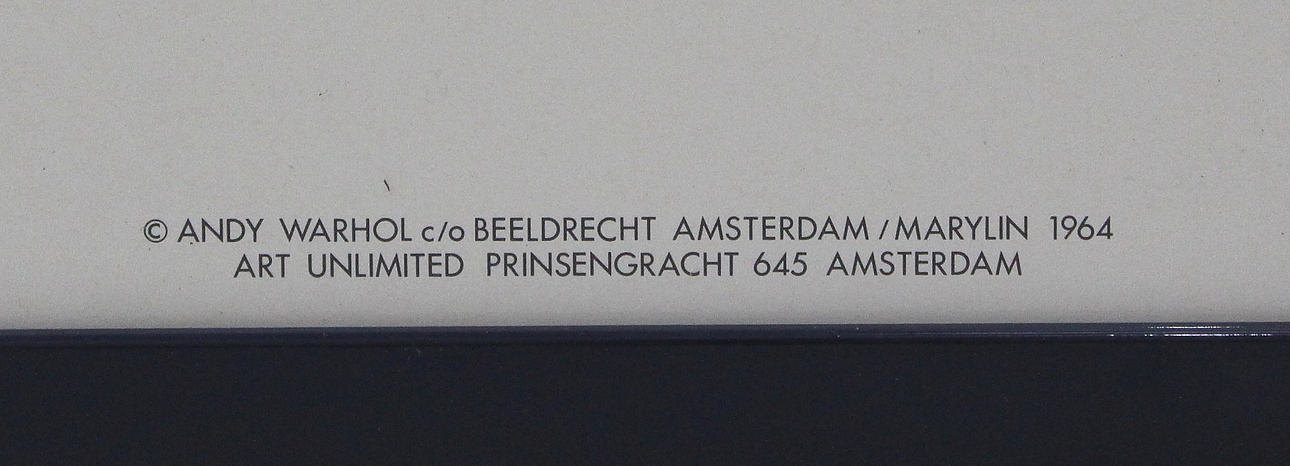 © ANDY WARHOL c/o BEELDRECHT AMSTERDAM / MARYLIN 1964
ART UNLIMITED PRINSENGRACHT 645 AMSTERDAM